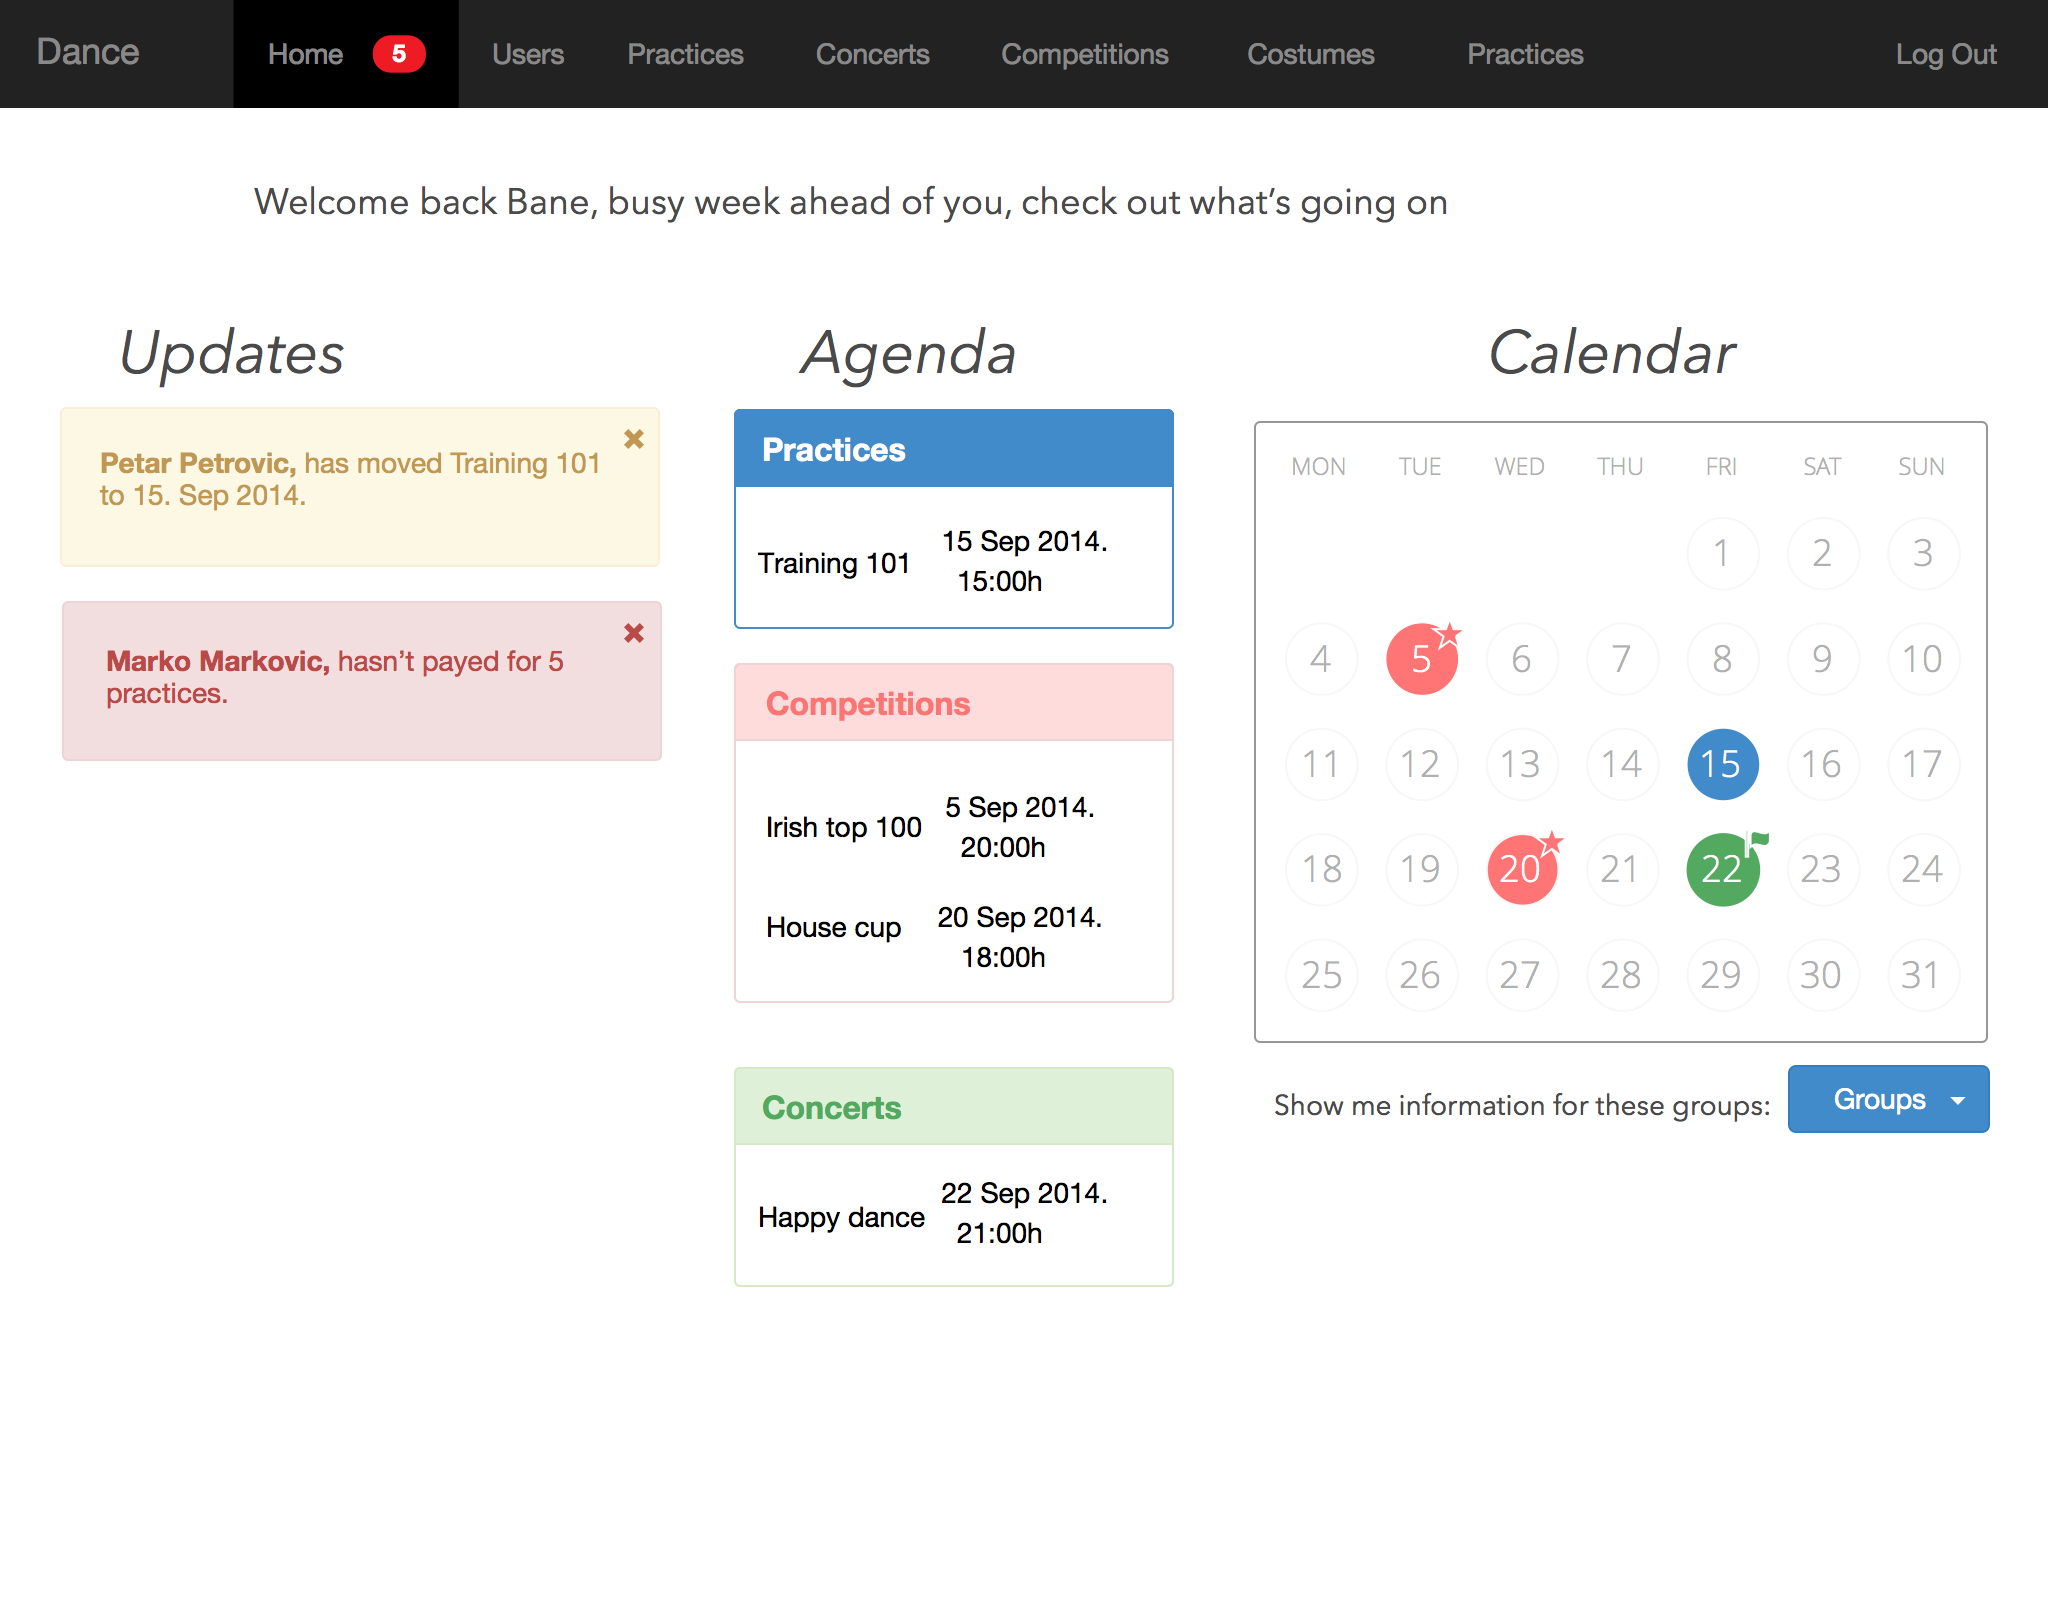 Dance Home 5 Users Practices Concerts Competitions Costumes Practices Log Out
Welcome back Bane, busy week ahead of you, check out what’s going on
Updates
Petar Petrovic, has moved Training 101
to 15. Sep 2014.
Marko Markovic, hasn’t payed for 5
practices.
Agenda
Practices
Training 101
15 Sep 2014.
15:00h
Competitions
Irish top 100
5 Sep 2014.
20:00h
House cup
20 Sep 2014.
18:00h
Concerts
Happy dance
22 Sep 2014.
21:00h
Calendar
MON TUE WED THU FRI SAT SUN
1 2 3
4 5 6 7 8 9 10
11 12 13 14 15 16 17
18 19 20 21 22 23 24
25 26 27 28 29 30 31
Show me information for these groups: Groups